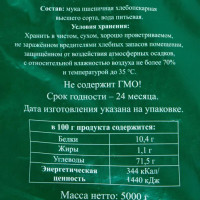 Состав: мука пшеничная хлебопекарная
высшего сорта, вода питьевая.
Условия хранения:
Хранить в чистом, сухом, хорошо проветриваемом,
не заражённом вредителями хлебных запасов помещении,
защищённом от воздействия атмосферных осадков,
с относительной влажностью воздуха не более 70%
и температурой до 35 °С.
Не содержит ГМО!
Срок годности – 24 месяца.
Дата изготовления указана на упаковке.
в 100 г продукта содержится:
Белки 10,4 г
Жиры 1,1 г
Углеводы 71,5 г
Энергетическая 344 кКал/
ценность 1440 кДж
Масса нетто: 5000 г